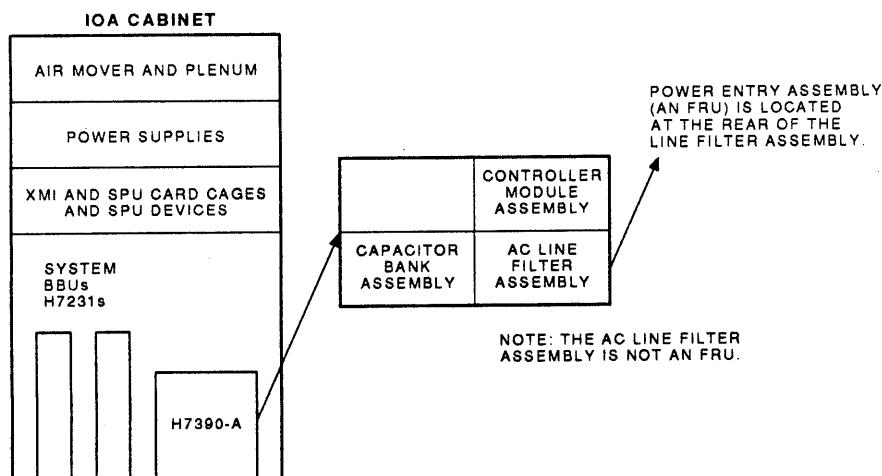 IOA CABINET
AIR MOVER AND PLENUM
POWER SUPPLIES
XMI AND SPU CARD CAGES
AND SPU DEVICES
SYSTEM
BBUs
H7231s
H7390-A
CONTROLLER
MODULE
ASSEMBLY
CAPACITOR
BANK
ASSEMBLY
AC LINE
FILTER
ASSEMBLY
POWER ENTRY ASSEMBLY
(AN FRU) IS LOCATED
AT THE REAR OF THE
LINE FILTER ASSEMBLY.
NOTE: THE AC LINE FILTER
ASSEMBLY IS NOT AN FRU.